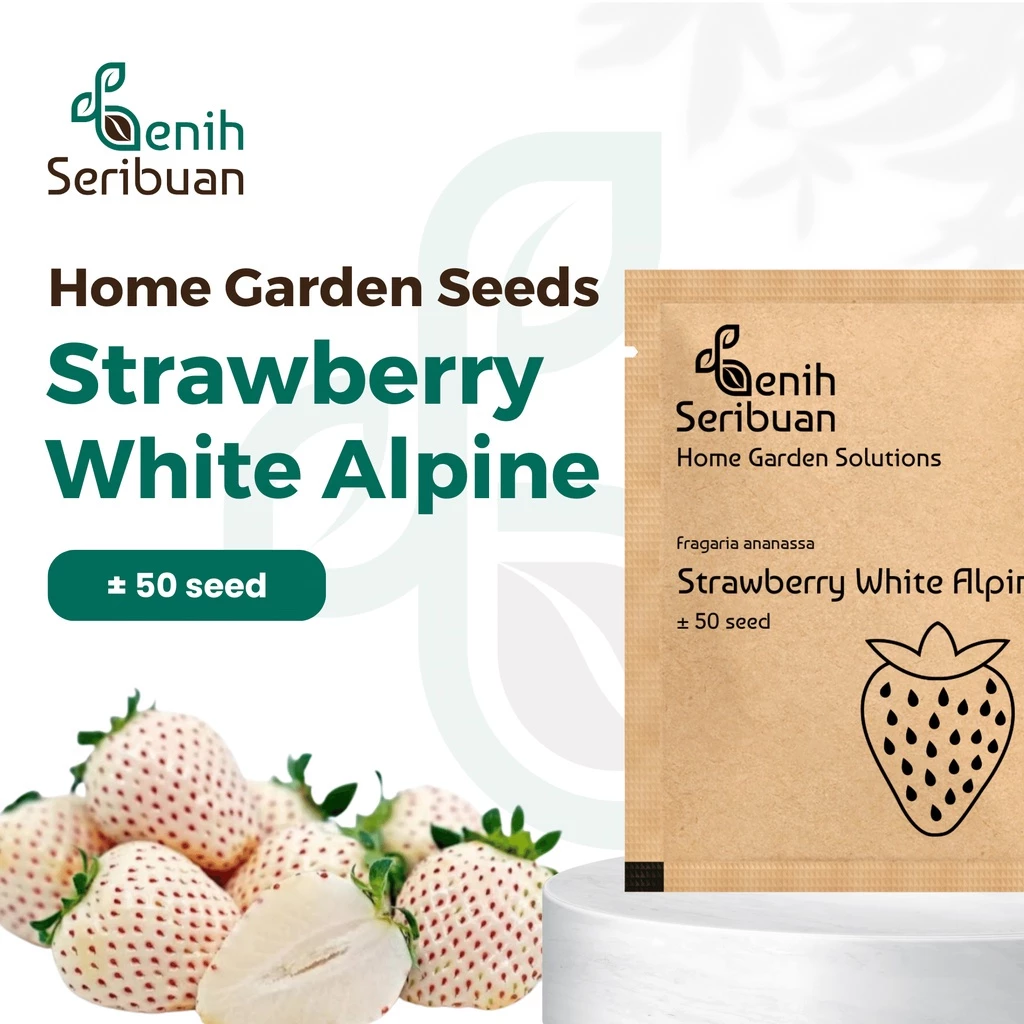 benih
Seribuan
Home Garden Seeds
Strawberry
White Alpine
± 50 seed
benih
Seribuan
Home Garden Solutions
Fragaria ananassa
Strawberry White Alpin
± 50 seed